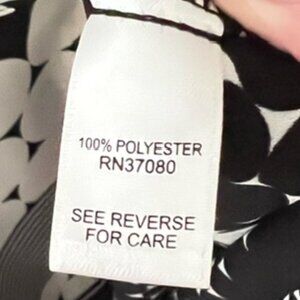 100% POLYESTER
RN37080
SEE REVERSE
FOR CARE